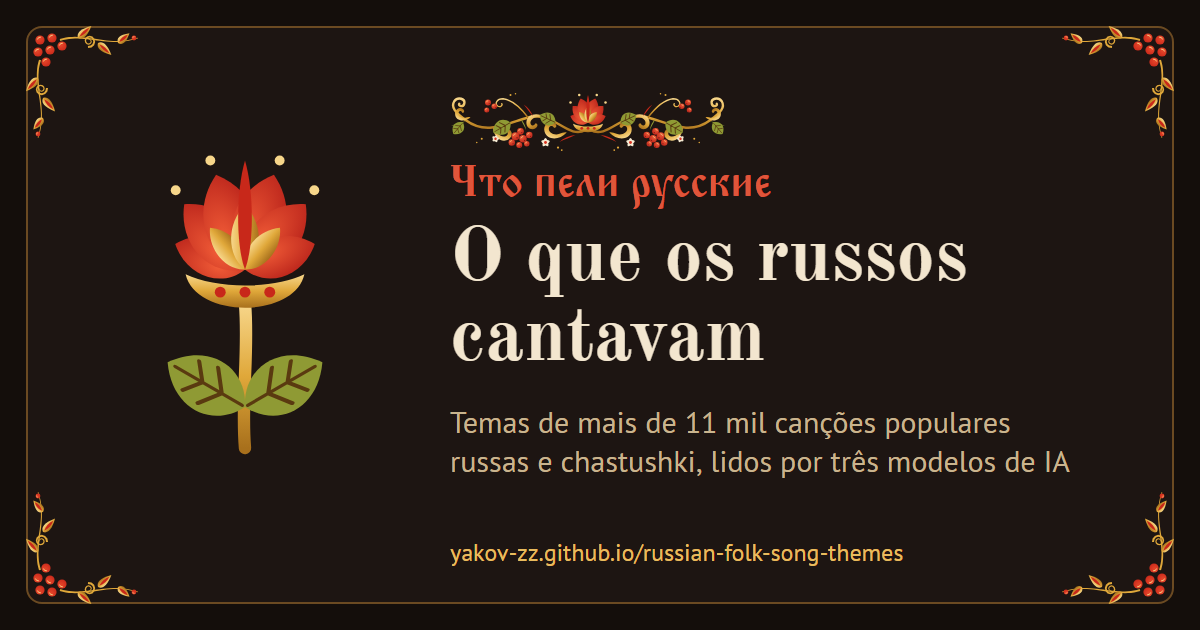 Что пели русские
O que os russos
cantavam
Temas de mais de 11 mil canções populares
russas e chastushki, lidos por três modelos de IA
yakov-zz.github.io/russian-folk-song-themes